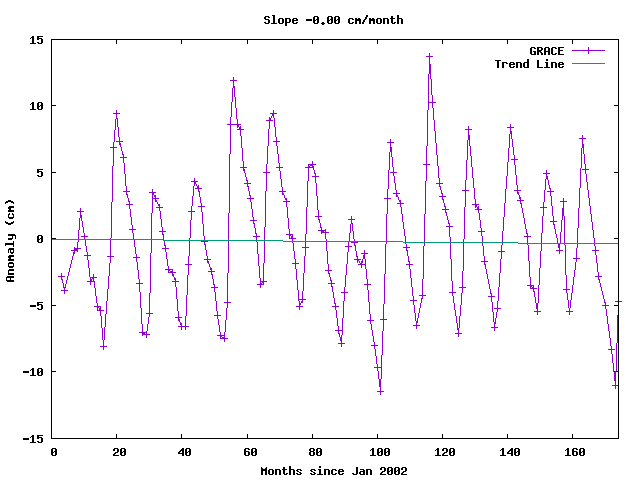 Slope -0.00 cm/month
GRACE
Trend Line
Anomaly (cm)
15
10
5
0
-5
-10
-15
0 20 40 60 80 100 120 140 160
Months since Jan 2002